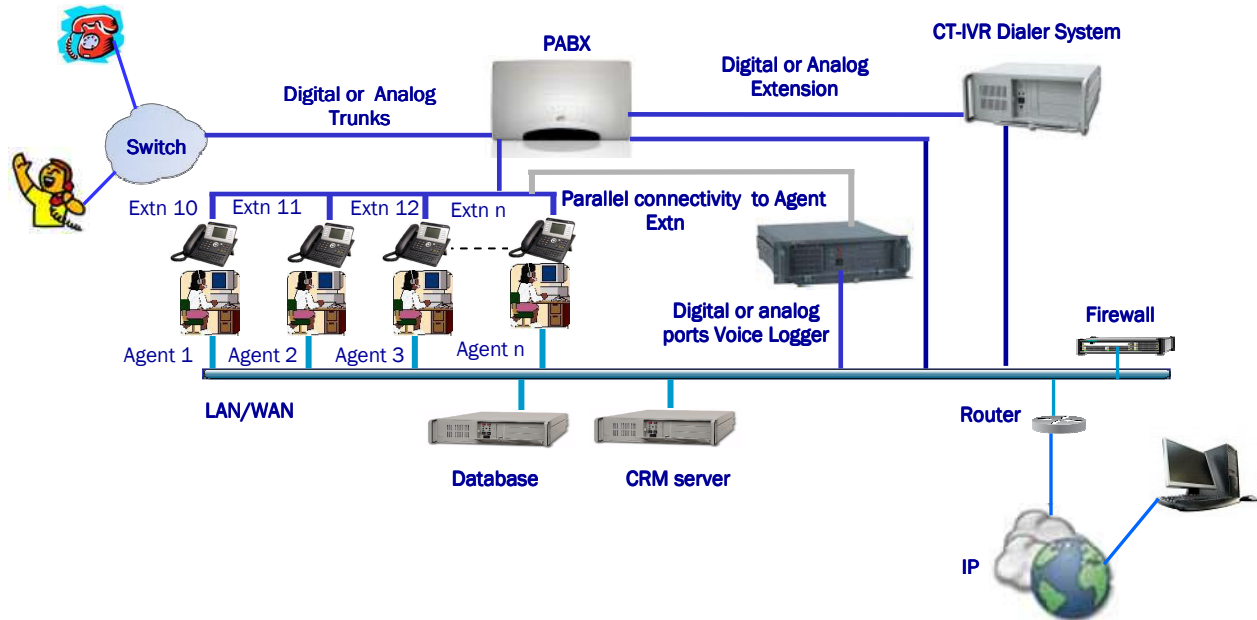 CT-IVR Dialer System
PABX
Digital or Analog
Extension
Digital or Analog
Trunks
Switch
Extn 10
Extn 11
Extn 12
Extn n
Parallel connectivity to Agent
Extn
Digital or analog
ports Voice Logger
Firewall
Agent 1
Agent 2
Agent 3
Agent n
LAN/WAN
Router
Database
CRM server
IP